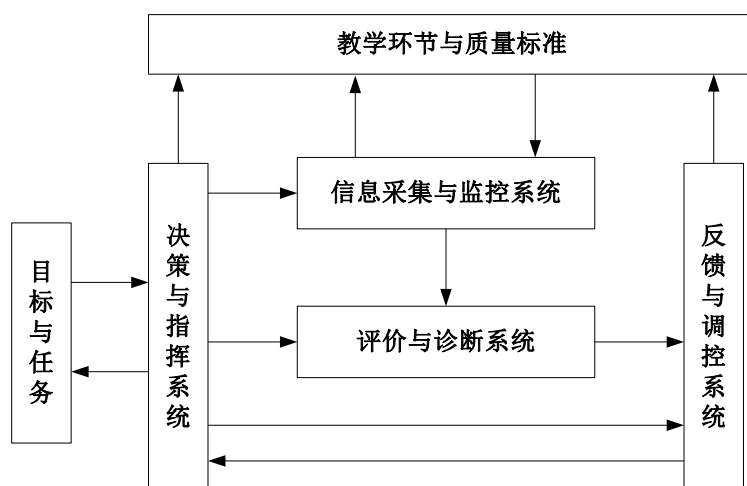 教学环节与质量标准
信息采集与监控系统
目标与任务
决策与指挥系统
评价与诊断系统
反馈与调控系统